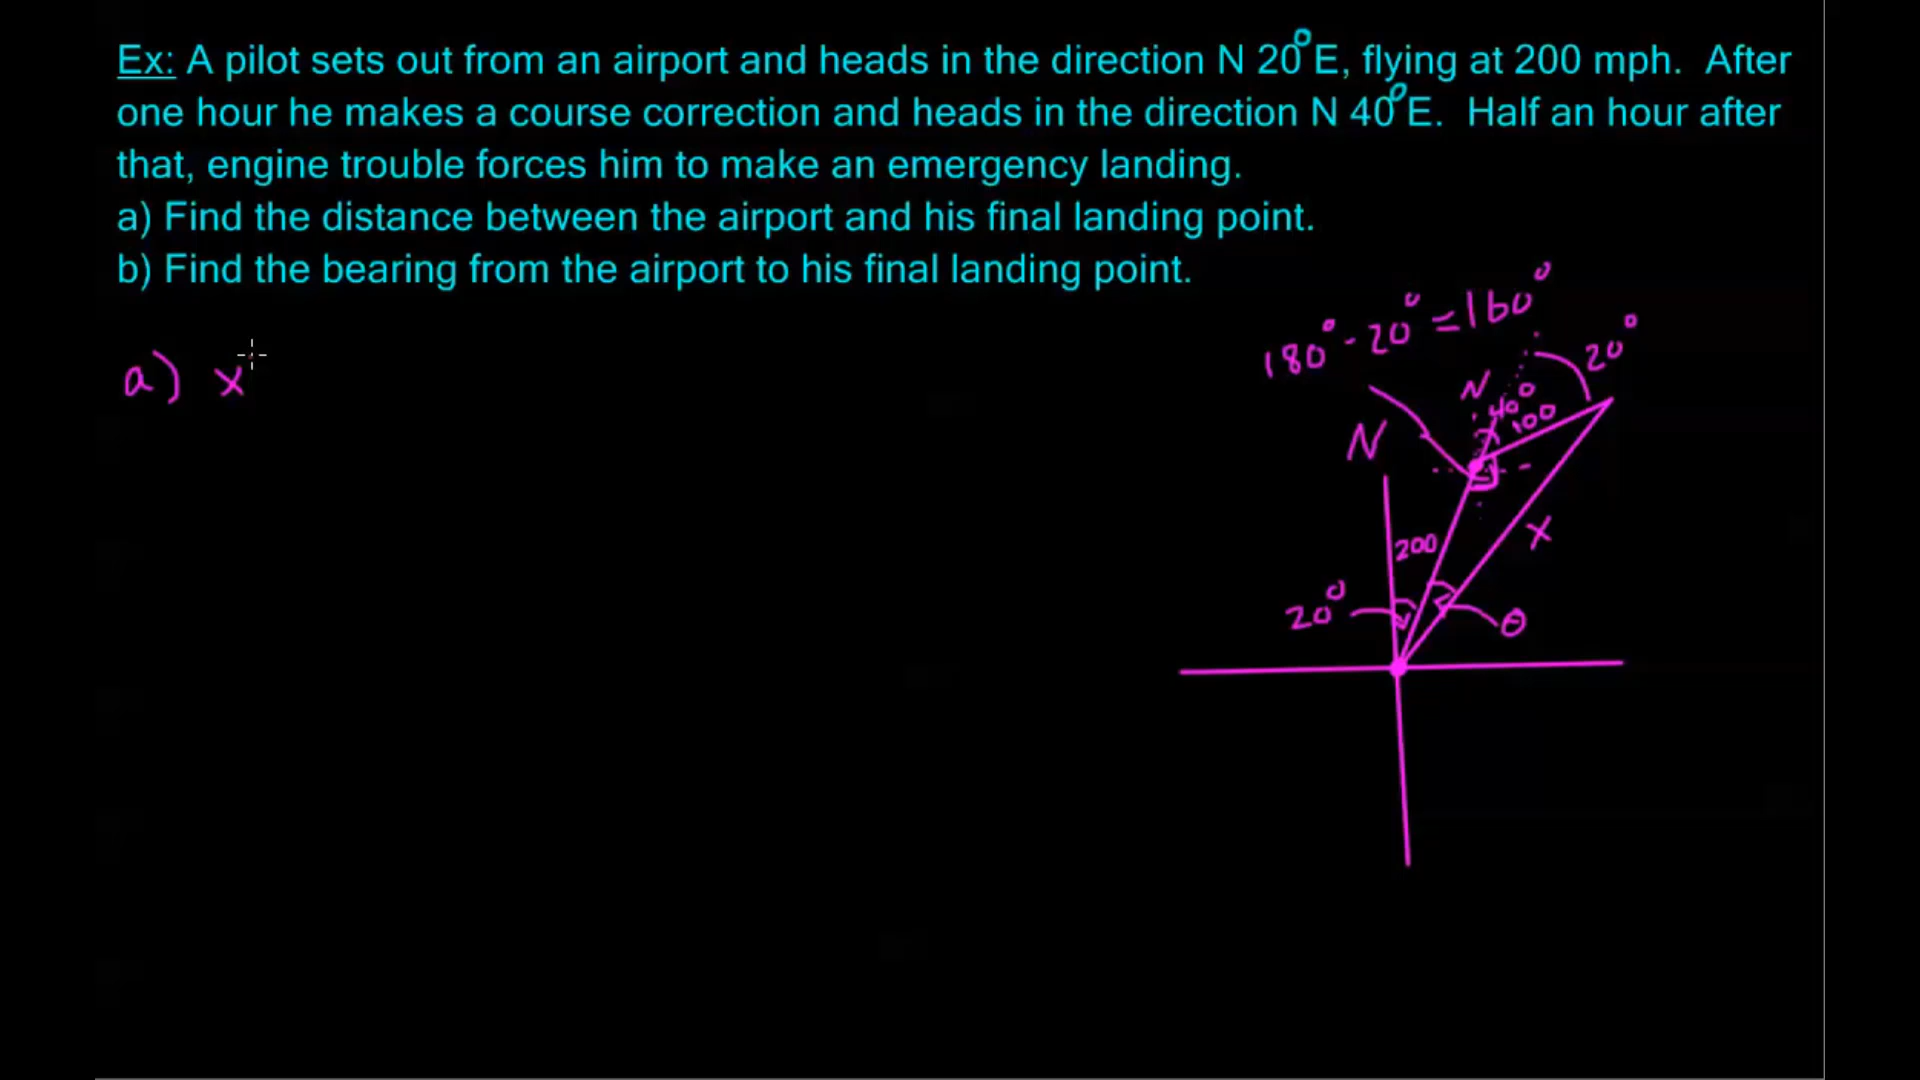 Ex: A pilot sets out from an airport and heads in the direction N 20°E, flying at 200 mph. After
one hour he makes a course correction and heads in the direction N 40°E. Half an hour after
that, engine trouble forces him to make an emergency landing.
a) Find the distance between the airport and his final landing point.
b) Find the bearing from the airport to his final landing point.
180° - 20° = 160°
20°
a) x
N
40°
100
N
200
x
20°
θ